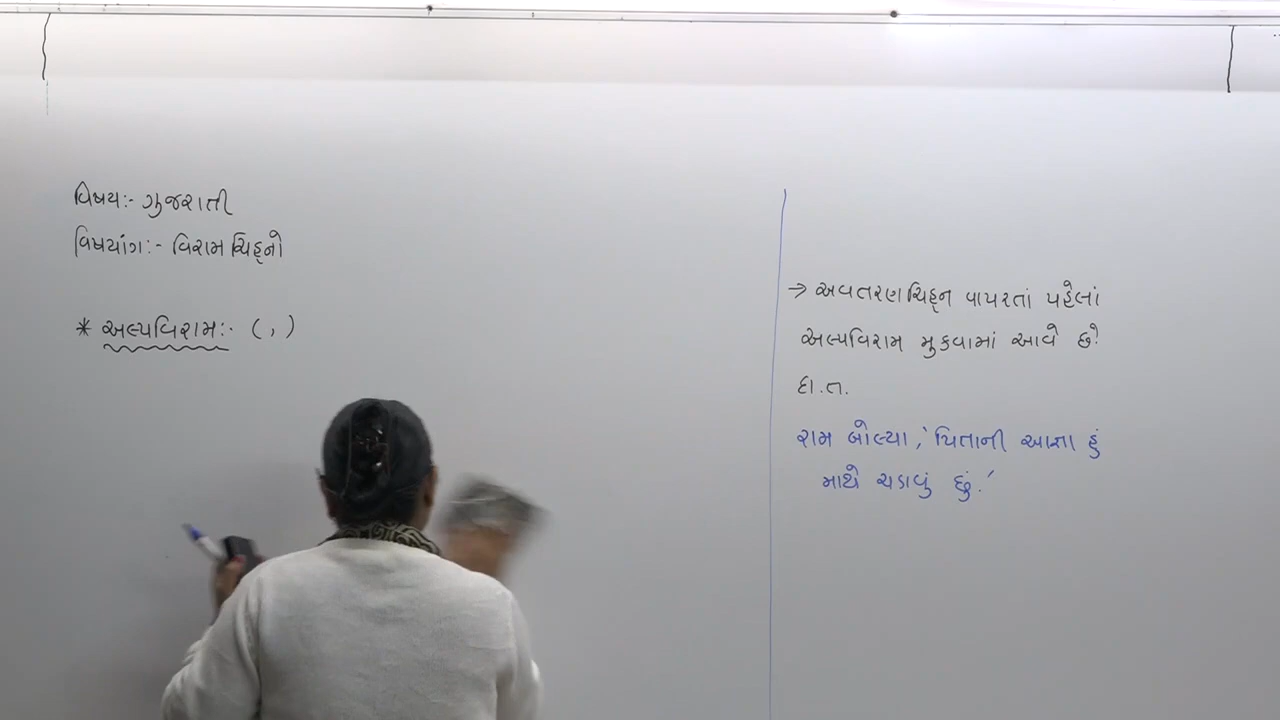 વિષય:- ગુજરાતી
વિષયાંગ:- વિરામ ચિહ્નો
* અલ્પવિરામ:- ( , )
→ અવતરણ ચિહ્ન વાપરતાં પહેલાં
અલ્પવિરામ મુકવામાં આવે છે.
દા.ત.
રામ બોલ્યા, 'પિતાની આજ્ઞા હું
માથે ચડાવું છું.'